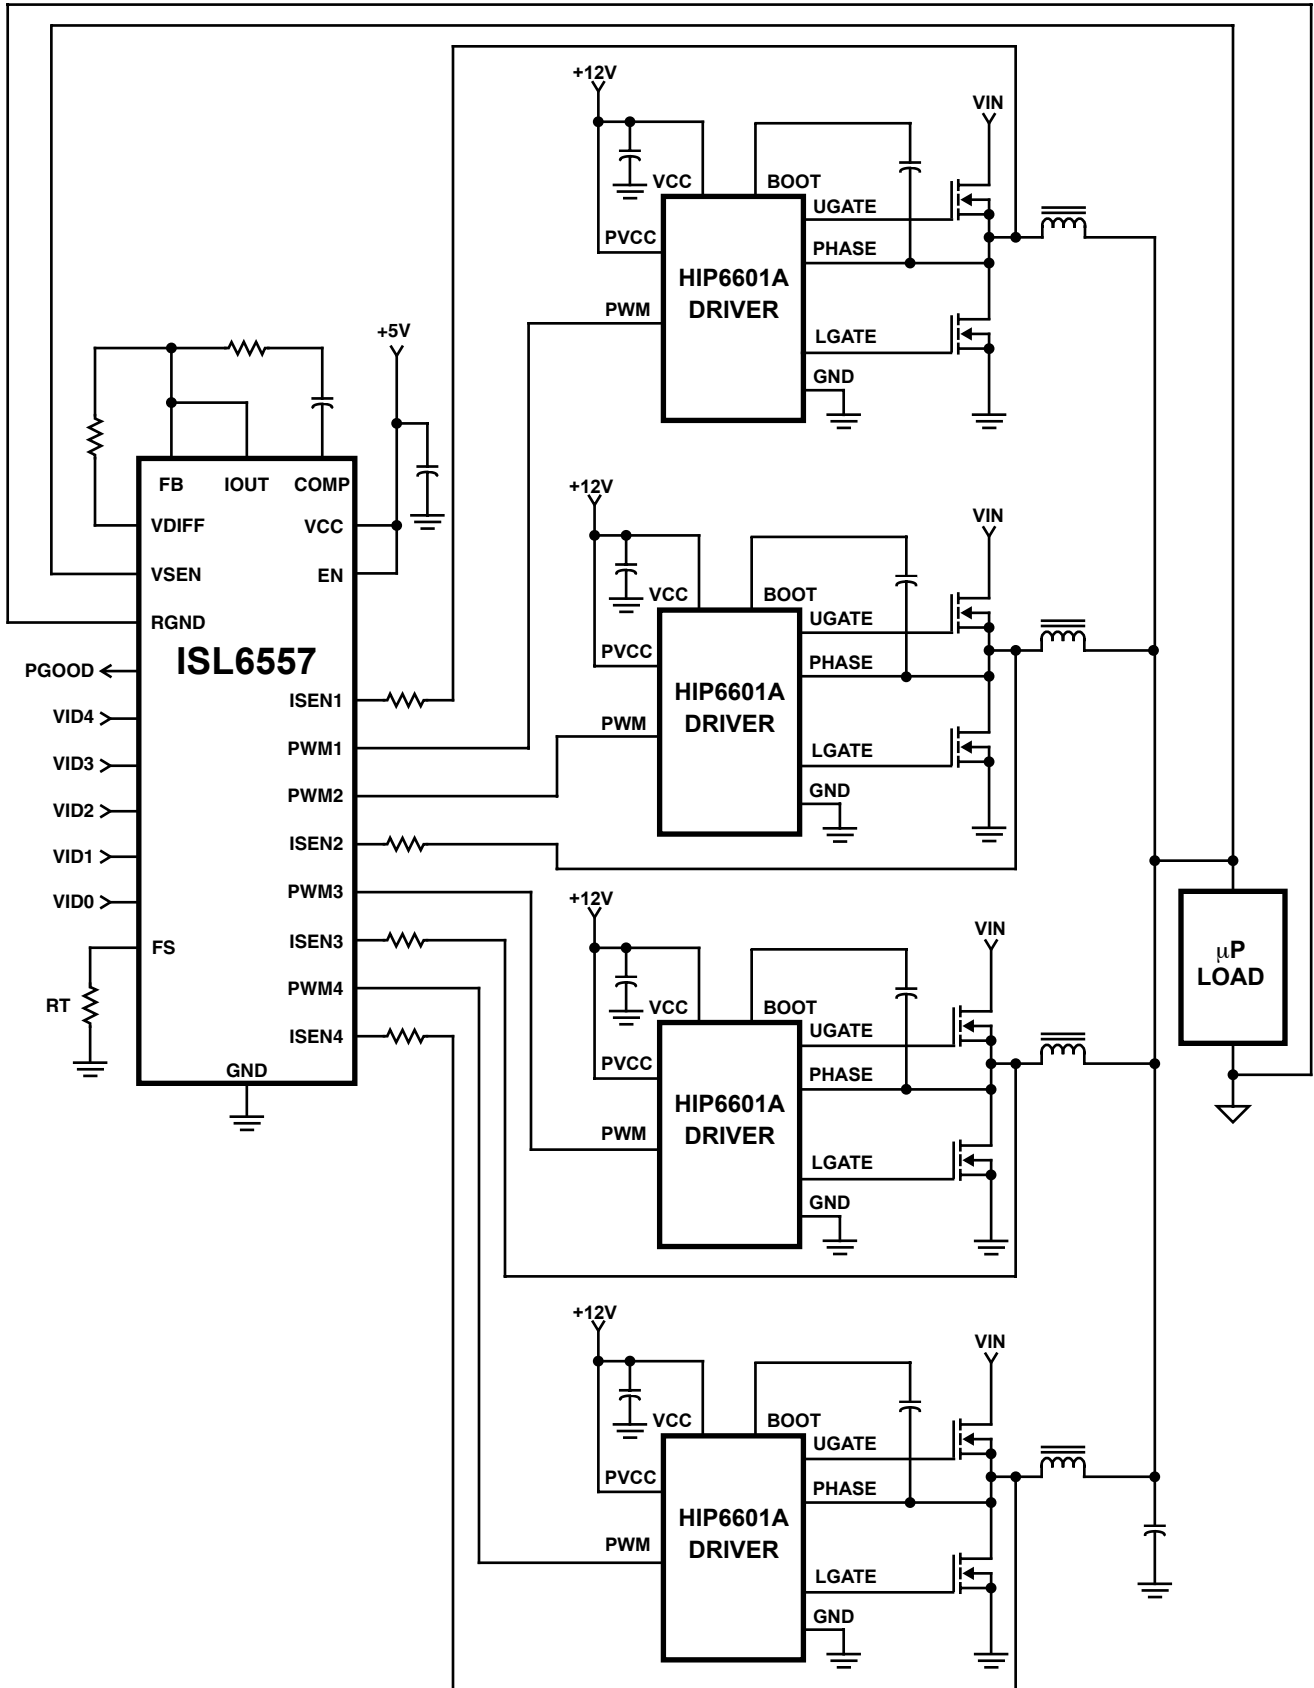 +12V
VIN
VCC
BOOT
UGATE
PVCC
PHASE
HIP6601A
DRIVER
PWM
LGATE
GND
+5V
FB
IOUT
COMP
VDIFF
VCC
VSEN
EN
RGND
ISL6557
PGOOD
ISEN1
VID4
PWM1
VID3
PWM2
VID2
ISEN2
VID1
PWM3
VID0
ISEN3
FS
PWM4
RT
ISEN4
GND
+12V
VIN
VCC
BOOT
UGATE
PVCC
PHASE
HIP6601A
DRIVER
PWM
LGATE
GND
+12V
VIN
VCC
BOOT
UGATE
PVCC
PHASE
HIP6601A
DRIVER
PWM
LGATE
GND
μP
LOAD
+12V
VIN
VCC
BOOT
UGATE
PVCC
PHASE
HIP6601A
DRIVER
PWM
LGATE
GND